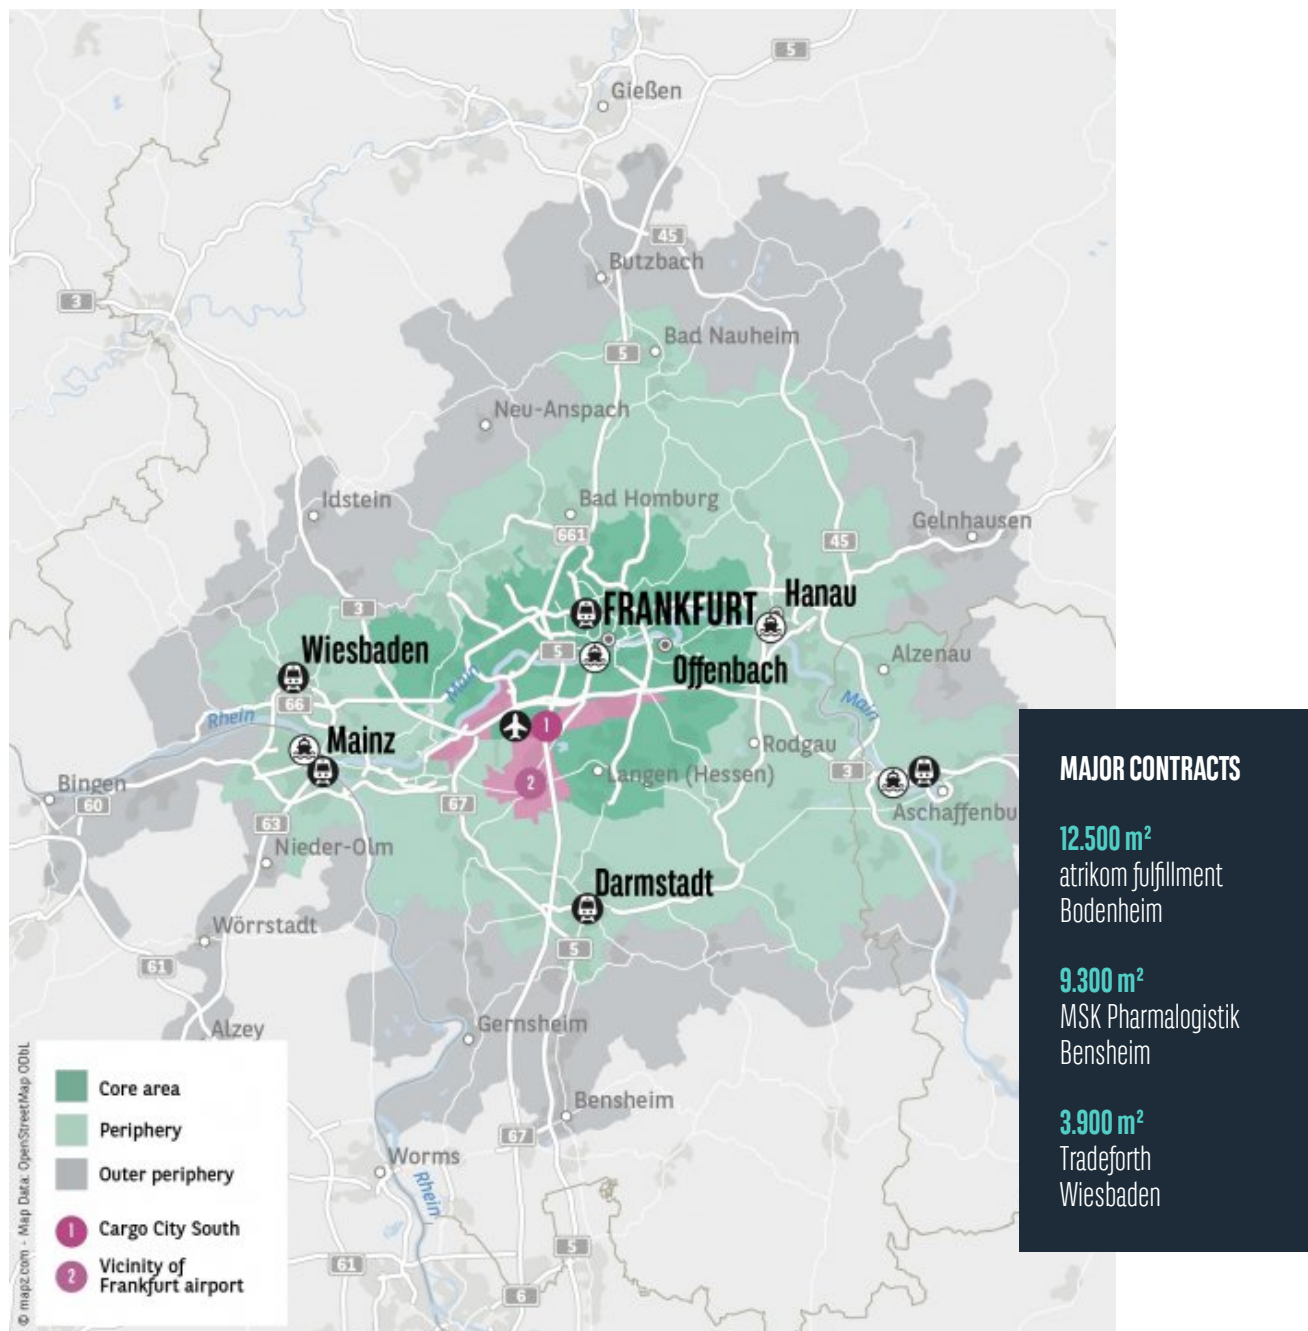 5
Gießen
45
Butzbach
3
Bad Nauheim
5
Neu-Anspach
Idstein
Bad Homburg
Gelnhausen
661
45
3
FRANKFURT
Hanau
Wiesbaden
5
Offenbach
Alzenau
Main
Main
66
Rhein
1
Mainz
Rodgau
3
Langen (Hessen)
2
Bingen
60
67
Aschaffenbu
63
Nieder-Olm
Darmstadt
Wörrstadt
5
61
Gernsheim
Alzey
Bensheim
67
Worms
Rhein
5
61
6
Core area
Periphery
Outer periphery
1 Cargo City South
2 Vicinity of
Frankfurt airport
© mapz.com - Map Data: OpenStreetMap ODbL
MAJOR CONTRACTS
12.500 m²
atrikom fulfillment
Bodenheim
9.300 m²
MSK Pharmalogistik
Bensheim
3.900 m²
Tradeforth
Wiesbaden